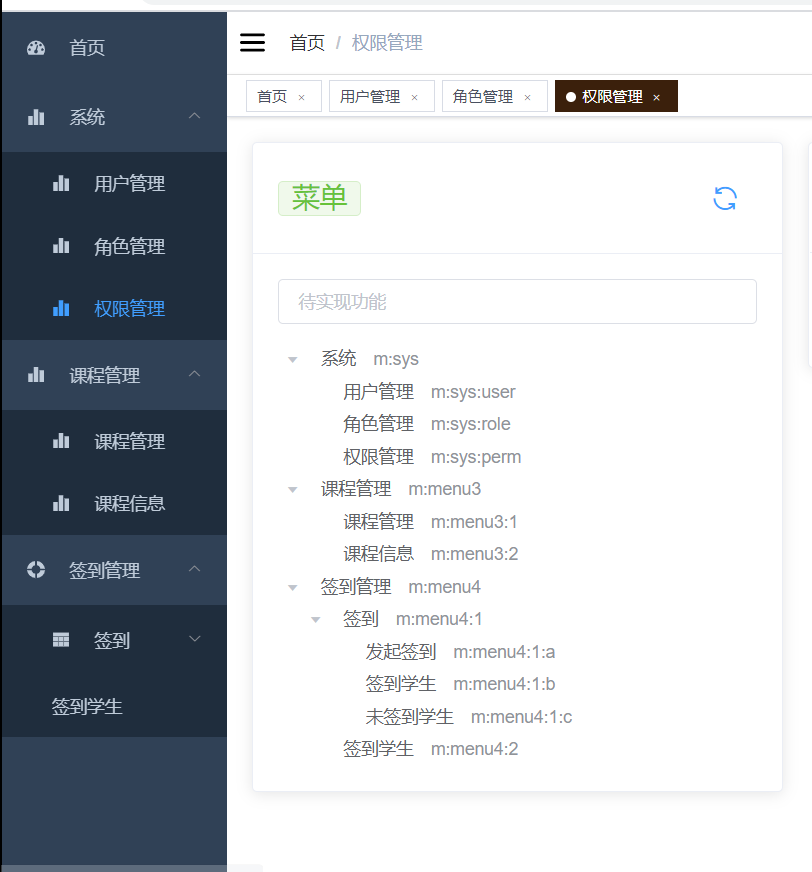 首页
系统
用户管理
角色管理
权限管理
课程管理
课程管理
课程信息
签到管理
签到
签到学生
首页 / 权限管理
首页 × 用户管理 × 角色管理 × 权限管理 ×
菜单
待实现功能
系统 m:sys
用户管理 m:sys:user
角色管理 m:sys:role
权限管理 m:sys:perm
课程管理 m:menu3
课程管理 m:menu3:1
课程信息 m:menu3:2
签到管理 m:menu4
签到 m:menu4:1
发起签到 m:menu4:1:a
签到学生 m:menu4:1:b
未签到学生 m:menu4:1:c
签到学生 m:menu4:2